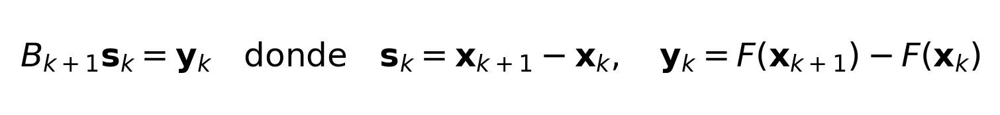 B_{k+1}𝐬_k = 𝐲_k donde 𝐬_k = 𝐱_{k+1} − 𝐱_k, 𝐲_k = F(𝐱_{k+1}) − F(𝐱_k)